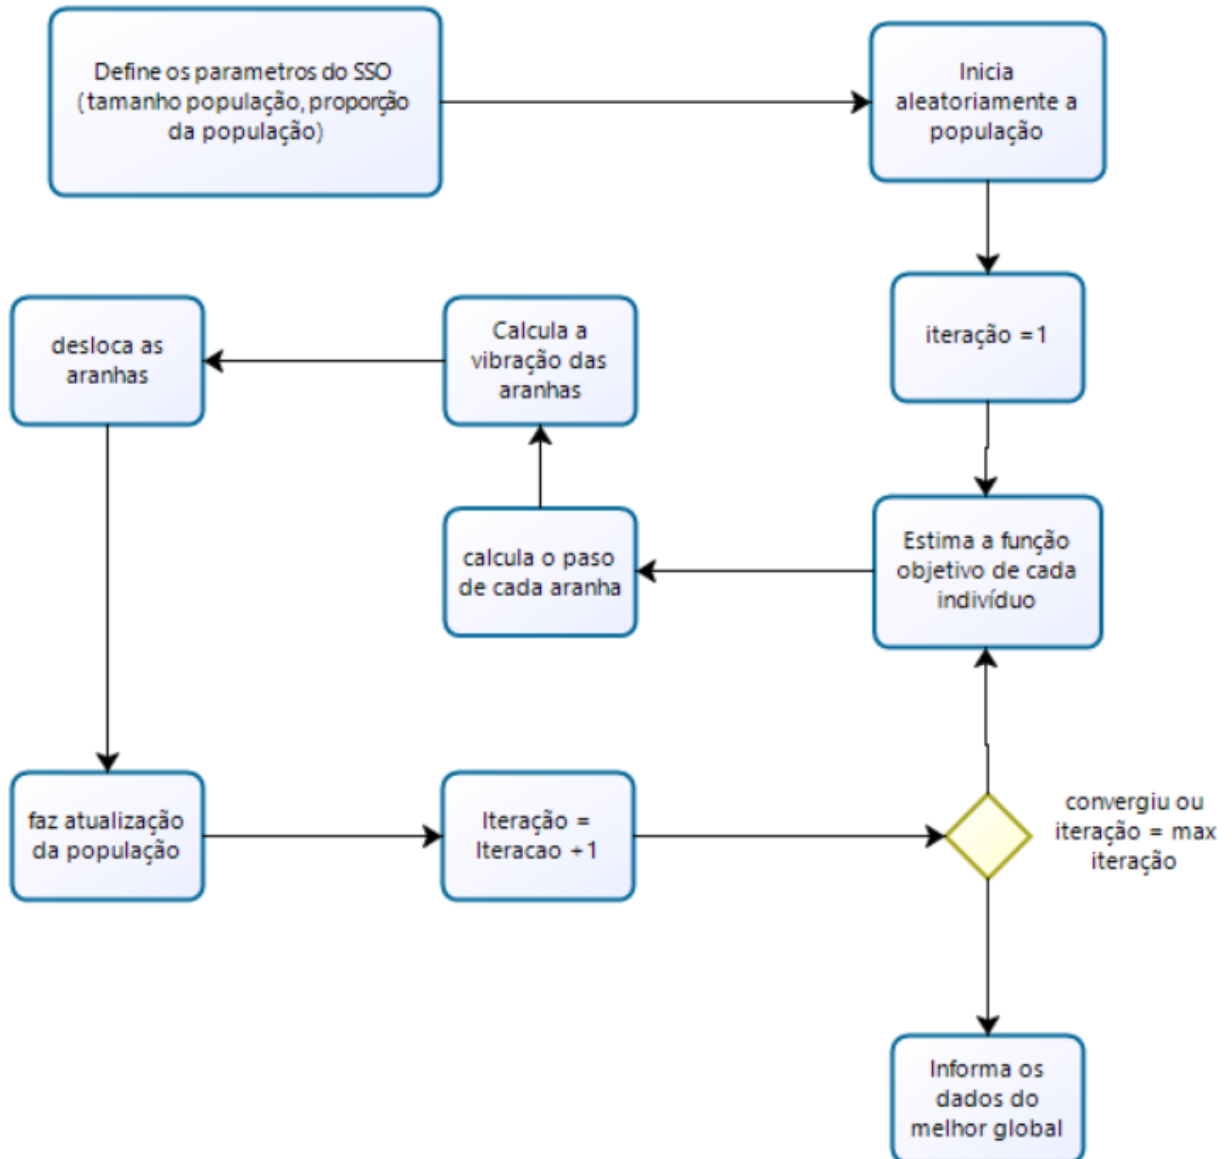 Define os parametros do SSO
(tamanho população, proporção
da população)
Inicia
aleatoriamente a
população
iteração =1
Estima a função
objetivo de cada
indivíduo
calcula o paso
de cada aranha
Calcula a
vibração das
aranhas
desloca as
aranhas
faz atualização
da população
Iteração =
Iteracao +1
convergiu ou
iteração = max
iteração
Informa os
dados do
melhor global